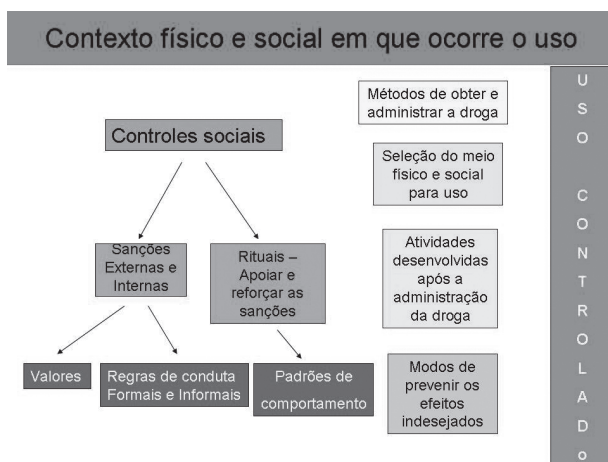 Contexto físico e social em que ocorre o uso
Controles sociais
Sanções
Externas e
Internas
Rituais –
Apoiar e
reforçar as
sanções
Valores
Regras de conduta
Formais e Informais
Padrões de
comportamento
Métodos de obter e
administrar a droga
Seleção do meio
físico e social
para uso
Atividades
desenvolvidas
após a
administração
da droga
Modos de
prevenir os
efeitos
indesejados
U
S
O
C
O
N
T
R
O
L
A
D
o